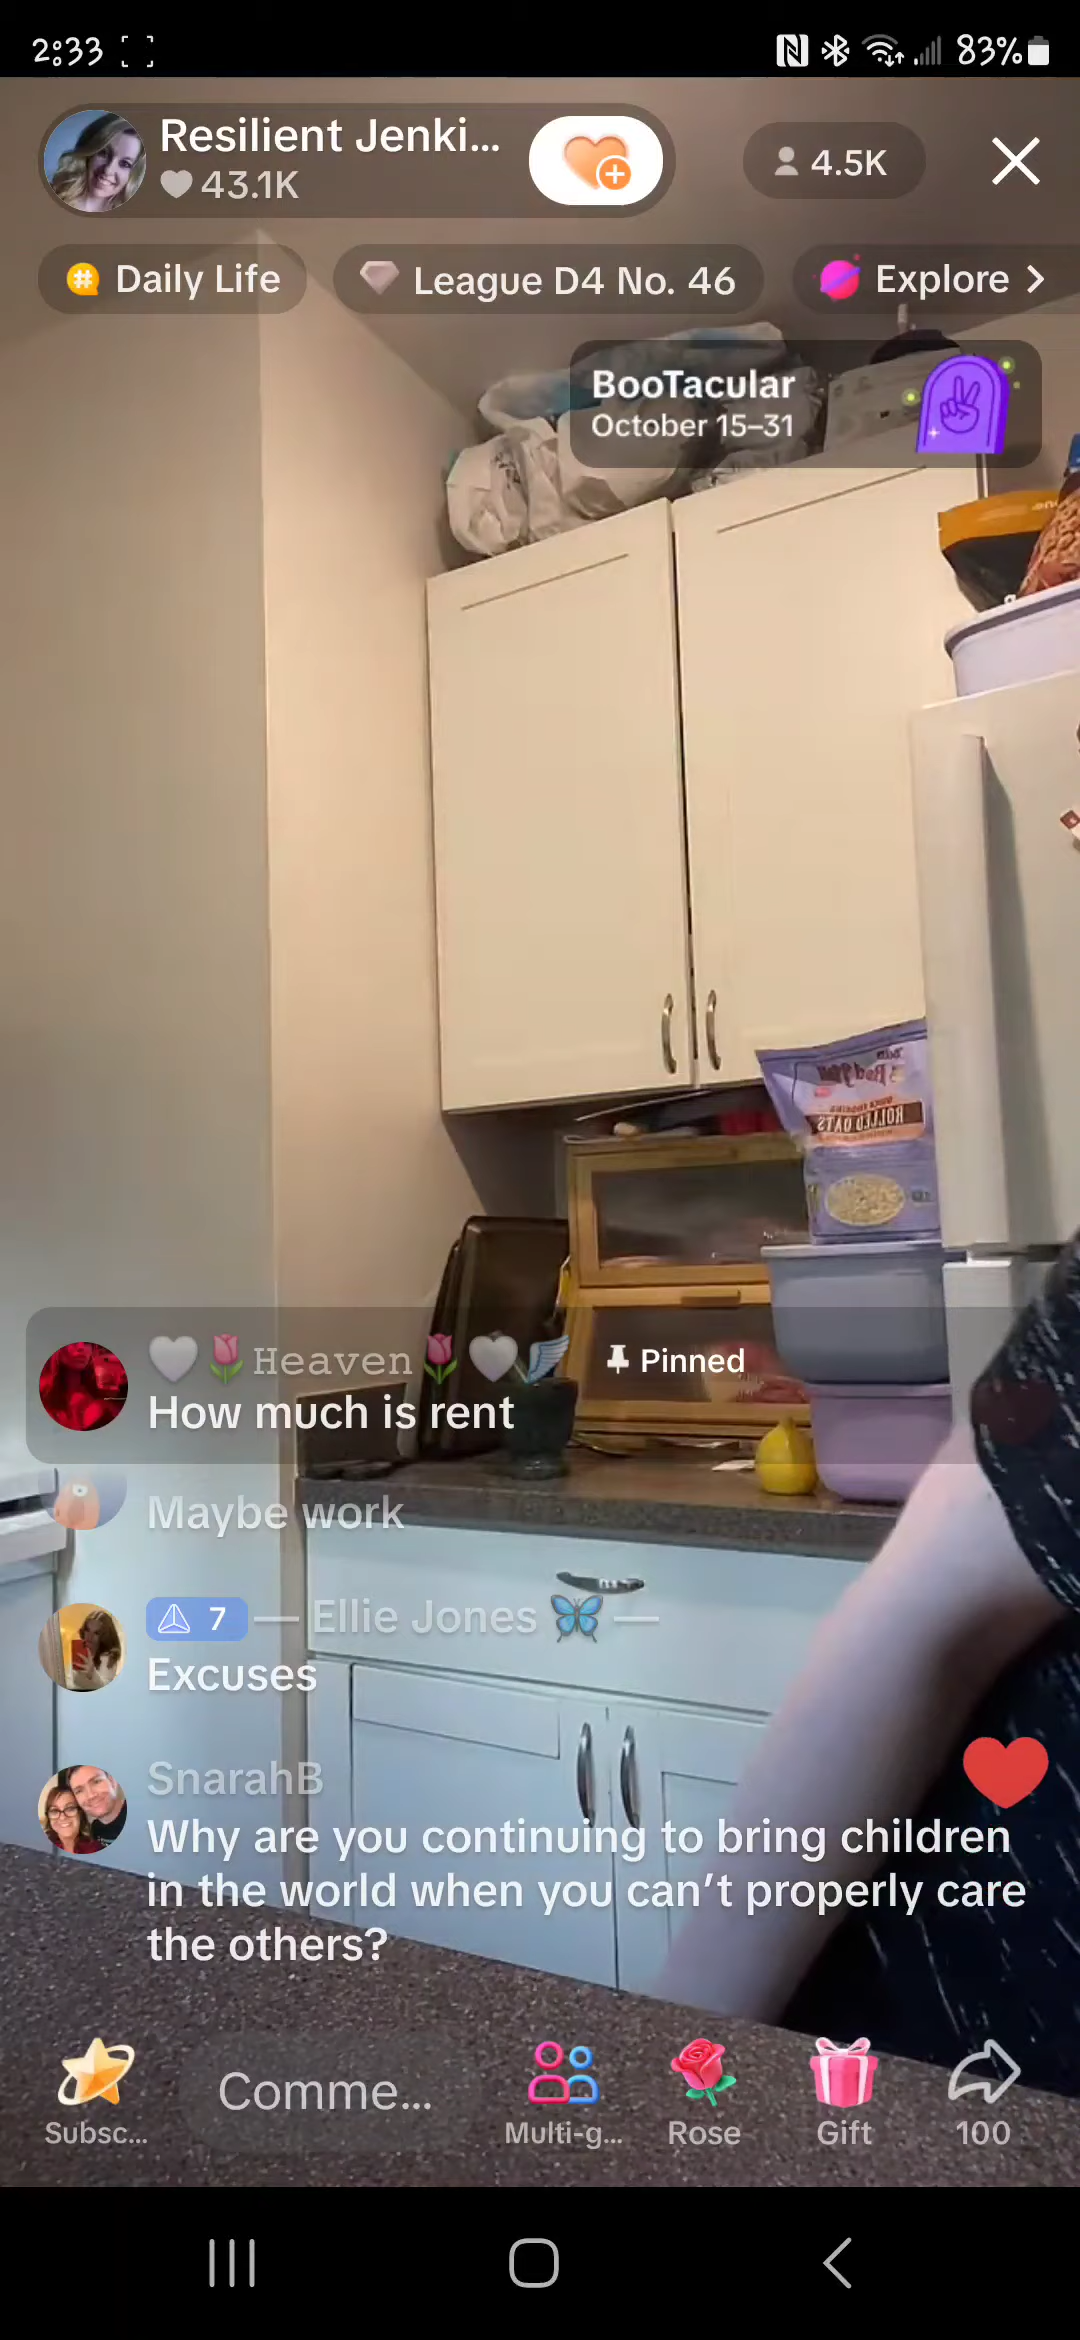 2:33
83%
Resilient Jenki...
43.1K
4.5K
Daily Life
League D4 No. 46
Explore >
BooTacular
October 15–31
ROLLED OATS
🤍🌷Heaven🌷🤍🪽 Pinned
How much is rent
Maybe work
7 — Ellie Jones 🦋 —
Excuses
SnarahB
Why are you continuing to bring children
in the world when you can't properly care
the others?
Subsc...
Comme...
Multi-g...
Rose
Gift
100